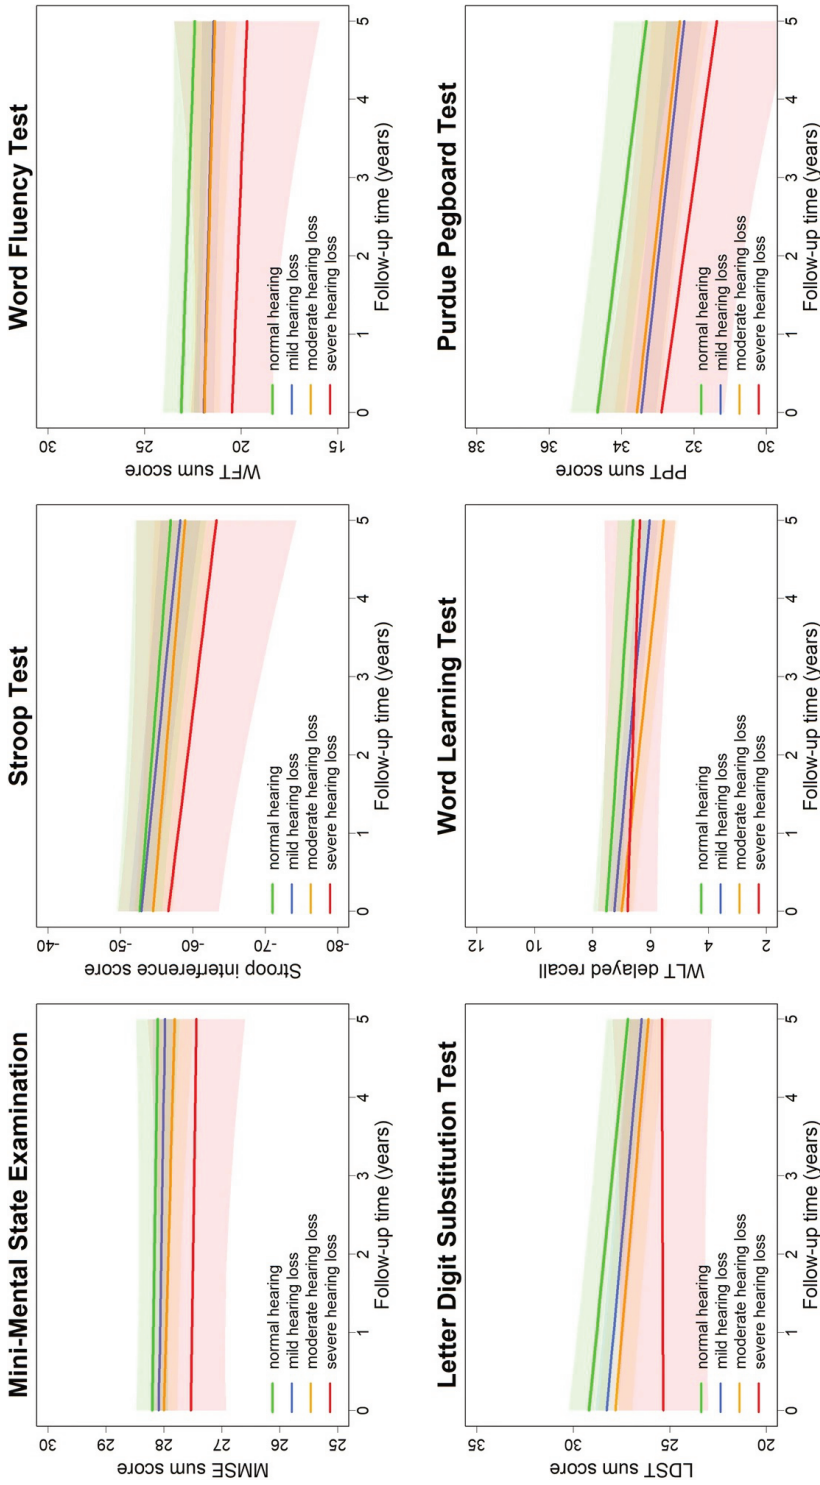 Mini-Mental State Examination
MMSE sum score
30
29
28
27
26
25
normal hearing
mild hearing loss
moderate hearing loss
severe hearing loss
0 1 2 3 4 5
Follow-up time (years)
Stroop Test
Stroop interference score
-40
-50
-60
-70
-80
normal hearing
mild hearing loss
moderate hearing loss
severe hearing loss
0 1 2 3 4 5
Follow-up time (years)
Word Fluency Test
WFT sum score
30
25
20
15
normal hearing
mild hearing loss
moderate hearing loss
severe hearing loss
0 1 2 3 4 5
Follow-up time (years)
Letter Digit Substitution Test
LDST sum score
35
30
25
20
normal hearing
mild hearing loss
moderate hearing loss
severe hearing loss
0 1 2 3 4 5
Follow-up time (years)
Word Learning Test
WLT delayed recall
12
10
8
6
4
2
normal hearing
mild hearing loss
moderate hearing loss
severe hearing loss
0 1 2 3 4 5
Follow-up time (years)
Purdue Pegboard Test
PPT sum score
38
36
34
32
30
normal hearing
mild hearing loss
moderate hearing loss
severe hearing loss
0 1 2 3 4 5
Follow-up time (years)